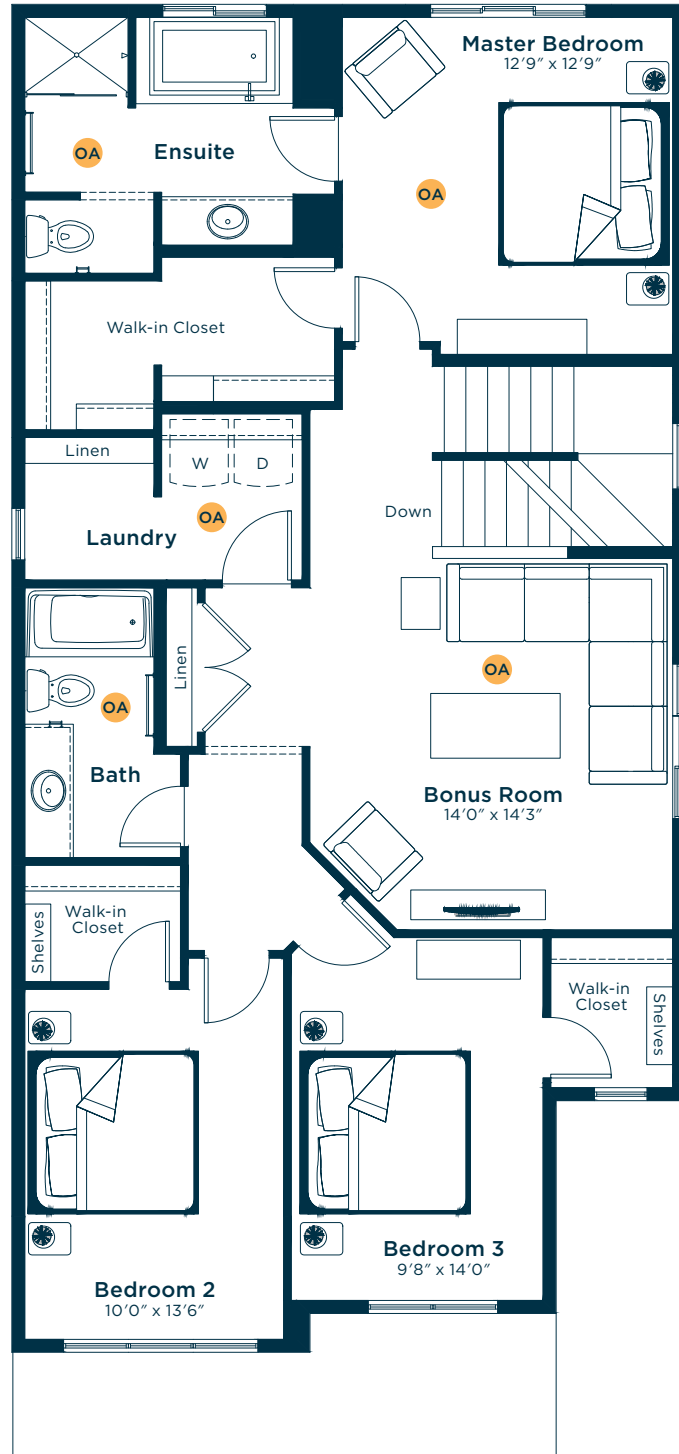 Master Bedroom
12'9" x 12'9"
OA
Ensuite
OA
Walk-in Closet
Linen
W
D
OA
Laundry
Down
Linen
OA
OA
Bath
Bonus Room
14'0" x 14'3"
Shelves
Walk-in
Closet
Walk-in
Closet
Shelves
Bedroom 3
9'8" x 14'0"
Bedroom 2
10'0" x 13'6"